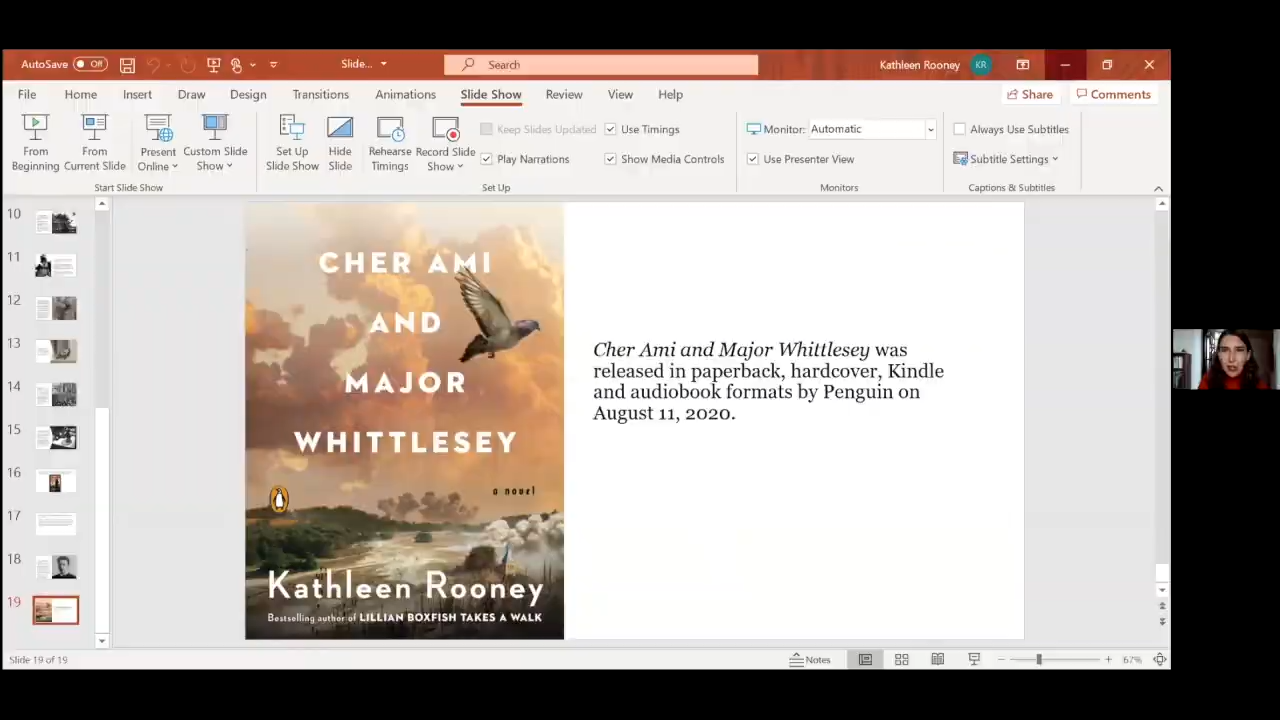 AutoSave Off Slide... Search Kathleen Rooney KR
File Home Insert Draw Design Transitions Animations Slide Show Review View Help Share Comments
From Beginning
From Current Slide
Present Online
Custom Slide Show
Set Up Slide Show
Hide Slide
Rehearse Timings
Record Slide Show
Keep Slides Updated
Play Narrations
Use Timings
Show Media Controls
Monitor: Automatic
Use Presenter View
Always Use Subtitles
Subtitle Settings
Start Slide Show Set Up Monitors Captions & Subtitles
10
11
12
13
14
15
16
17
18
19
CHER AMI
AND
MAJOR
WHITTLESEY
a novel
Kathleen Rooney
Bestselling author of LILLIAN BOXFISH TAKES A WALK
Cher Ami and Major Whittlesey was
released in paperback, hardcover, Kindle
and audiobook formats by Penguin on
August 11, 2020.
Slide 19 of 19 Notes 67%